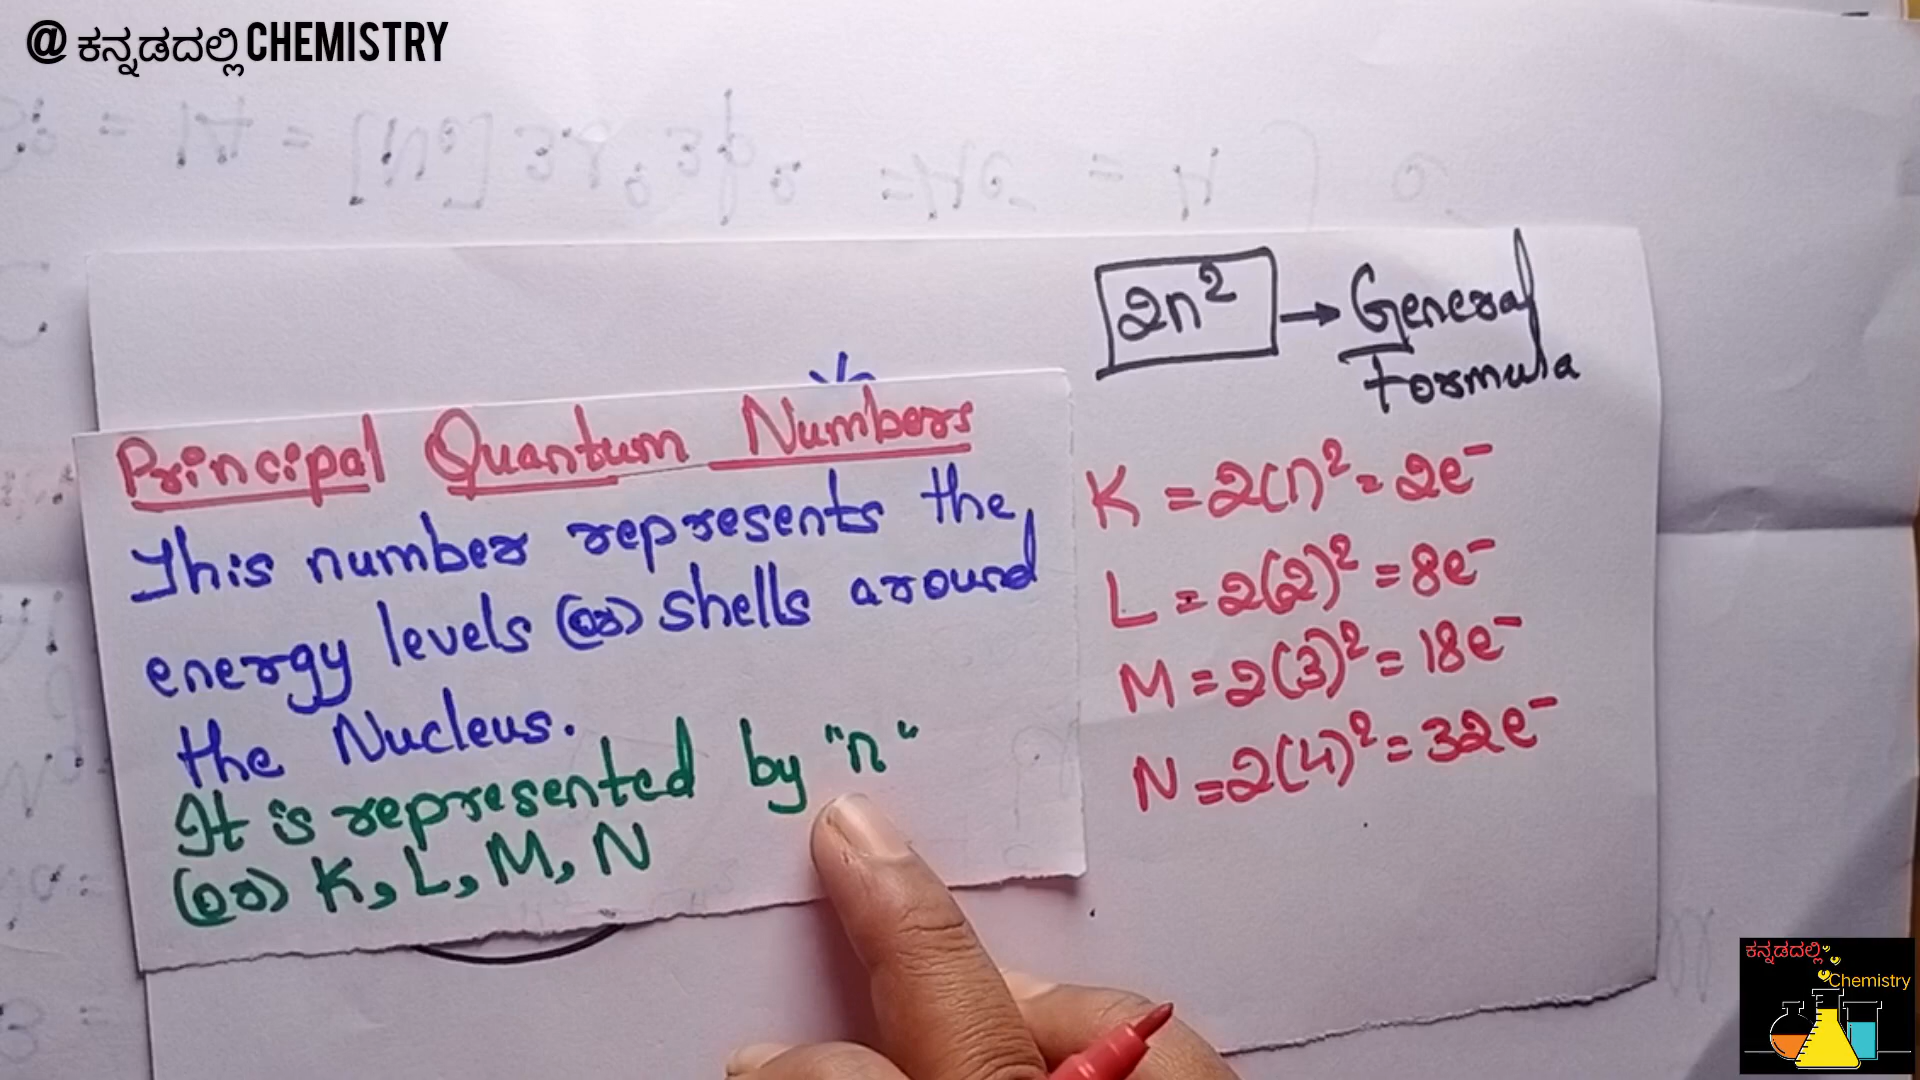 @ ಕನ್ನಡದಲ್ಲಿ CHEMISTRY
2n² → General
Formula
Principal Quantum Numbers
This number represents the
energy levels (or) shells around
the Nucleus.
It is represented by "n"
(or) K, L, M, N
K = 2(1)² = 2e⁻
L = 2(2)² = 8e⁻
M = 2(3)² = 18e⁻
N = 2(4)² = 32e⁻
ಕನ್ನಡದಲ್ಲಿ
Chemistry